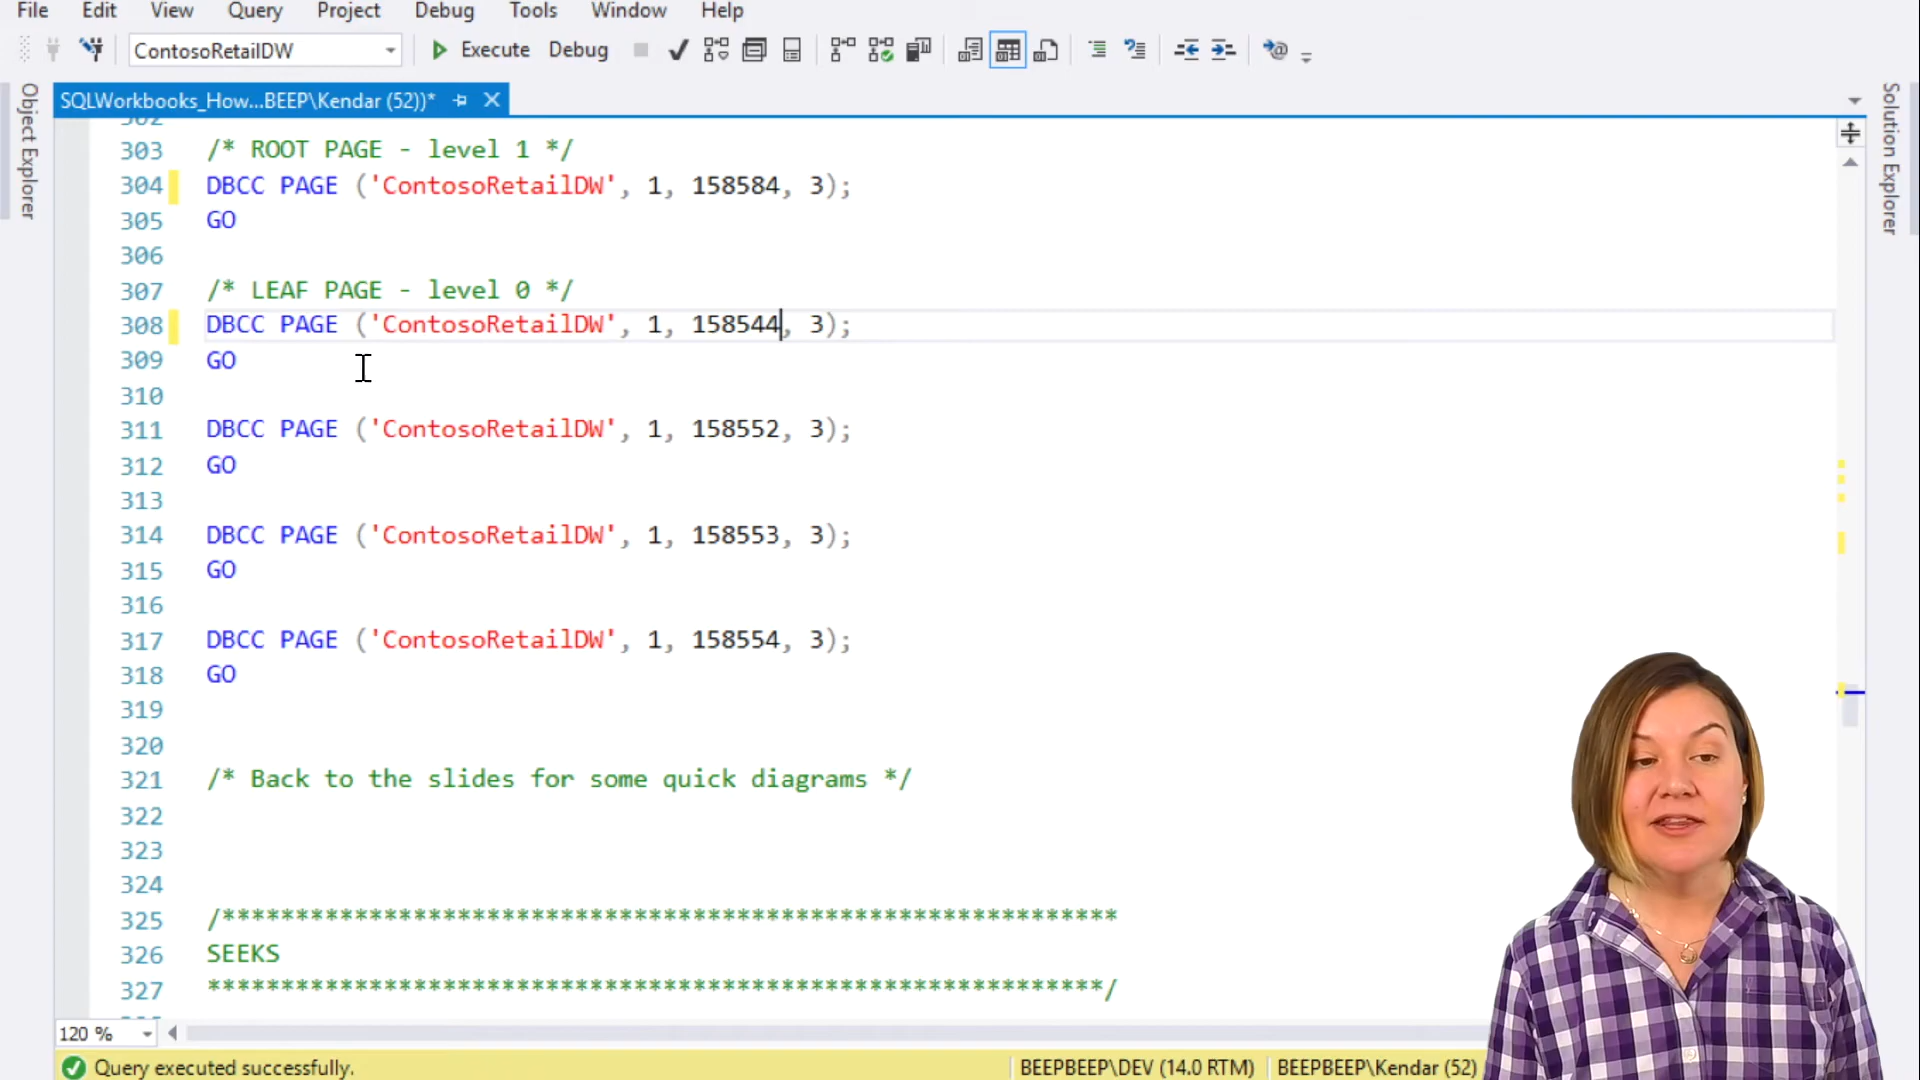 File Edit View Query Project Debug Tools Window Help
ContosoRetailDW Execute Debug
SQLWorkbooks_How...BEEP\Kendar (52))*
Object Explorer
Solution Explorer
302
303 /* ROOT PAGE - level 1 */
304 DBCC PAGE ('ContosoRetailDW', 1, 158584, 3);
305 GO
306
307 /* LEAF PAGE - level 0 */
308 DBCC PAGE ('ContosoRetailDW', 1, 158544, 3);
309 GO
310
311 DBCC PAGE ('ContosoRetailDW', 1, 158552, 3);
312 GO
313
314 DBCC PAGE ('ContosoRetailDW', 1, 158553, 3);
315 GO
316
317 DBCC PAGE ('ContosoRetailDW', 1, 158554, 3);
318 GO
319
320
321 /* Back to the slides for some quick diagrams */
322
323
324
325 /*************************************************************
326 SEEKS
327 *************************************************************/
120 %
Query executed successfully. BEEPBEEP\DEV (14.0 RTM) BEEPBEEP\Kendar (52)